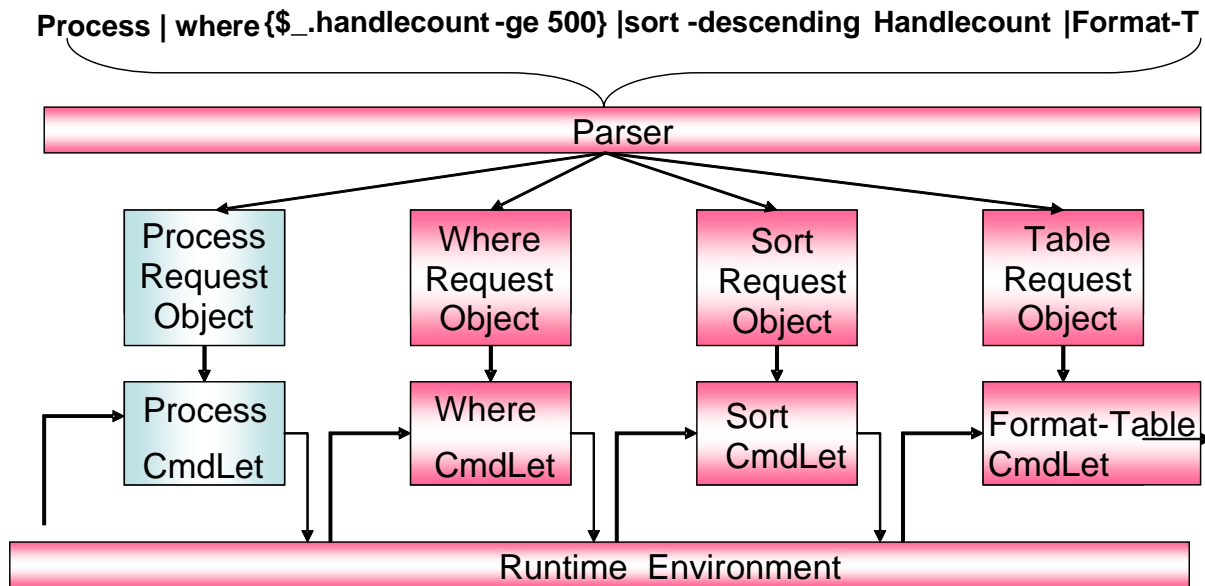 Process | where {$_.handlecount -ge 500} |sort -descending Handlecount |Format-T
Parser
Process
Request
Object
Where
Request
Object
Sort
Request
Object
Table
Request
Object
Process
CmdLet
Where
CmdLet
Sort
CmdLet
Format-Table
CmdLet
Runtime Environment